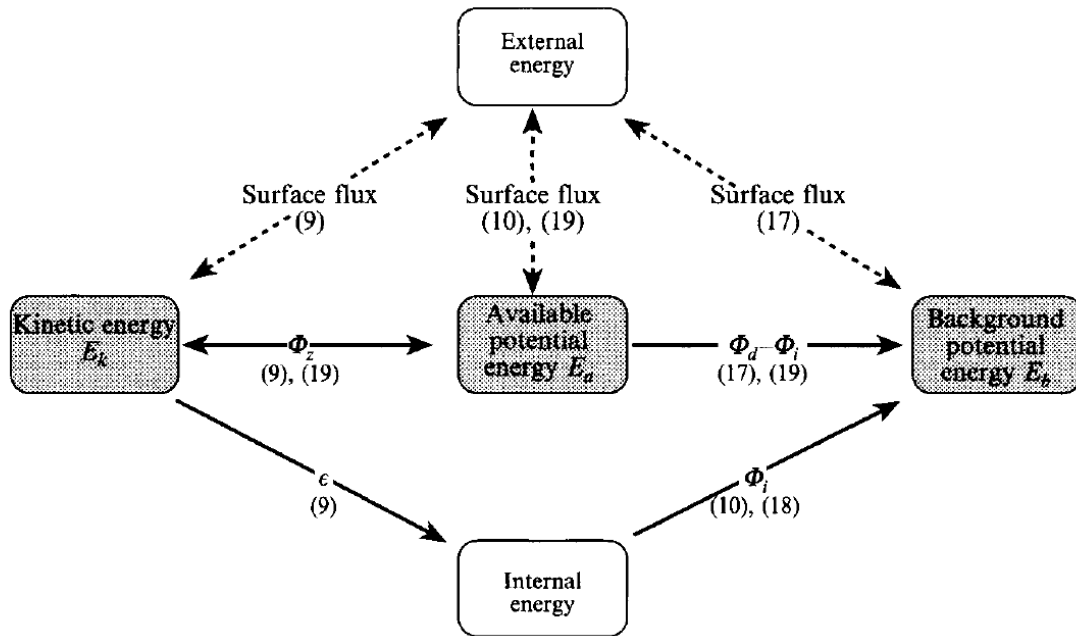 External
energy
Surface flux
(9)
Surface flux
(10), (19)
Surface flux
(17)
Kinetic energy
E_k
Φ_z
(9), (19)
Available
potential
energy E_a
Φ_d–Φ_i
(17), (19)
Background
potential
energy E_b
ϵ
(9)
Φ_i
(10), (18)
Internal
energy